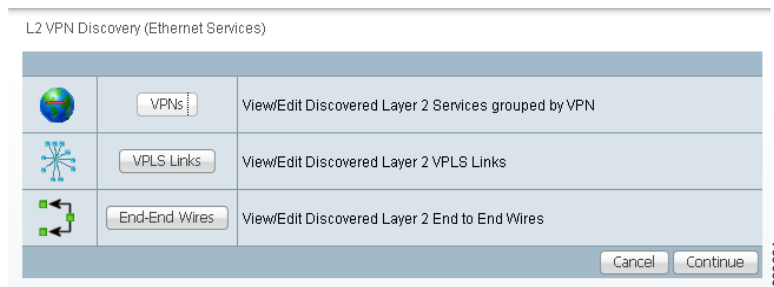 L2 VPN Discovery (Ethernet Services)
VPNs View/Edit Discovered Layer 2 Services grouped by VPN
VPLS Links View/Edit Discovered Layer 2 VPLS Links
End-End Wires View/Edit Discovered Layer 2 End to End Wires
Cancel Continue